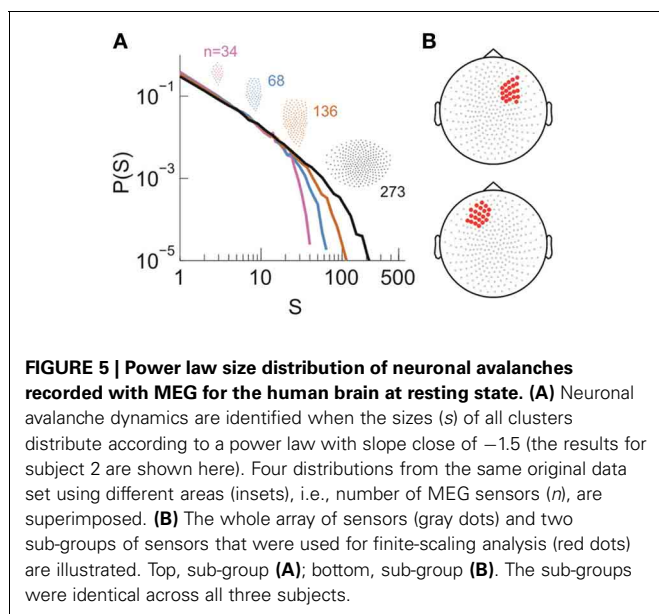 A
B
n=34
68
136
273
10⁻¹
10⁻³
10⁻⁵
P(S)
1
10
100
500
S
FIGURE 5 | Power law size distribution of neuronal avalanches
recorded with MEG for the human brain at resting state. (A) Neuronal
avalanche dynamics are identified when the sizes (s) of all clusters
distribute according to a power law with slope close of −1.5 (the results for
subject 2 are shown here). Four distributions from the same original data
set using different areas (insets), i.e., number of MEG sensors (n), are
superimposed. (B) The whole array of sensors (gray dots) and two
sub-groups of sensors that were used for finite-scaling analysis (red dots)
are illustrated. Top, sub-group (A); bottom, sub-group (B). The sub-groups
were identical across all three subjects.